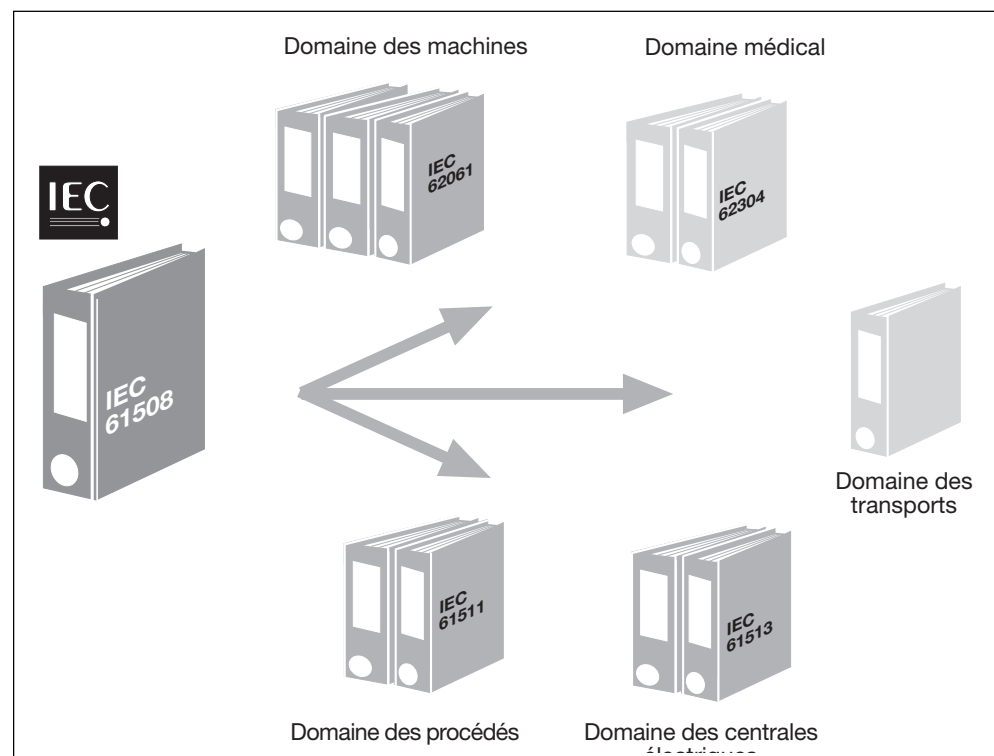 Domaine des machines
Domaine médical
IEC
62061
IEC
62304
IEC
IEC
61508
Domaine des
transports
IEC
61511
IEC
61513
Domaine des procédés
Domaine des centrales
électriques